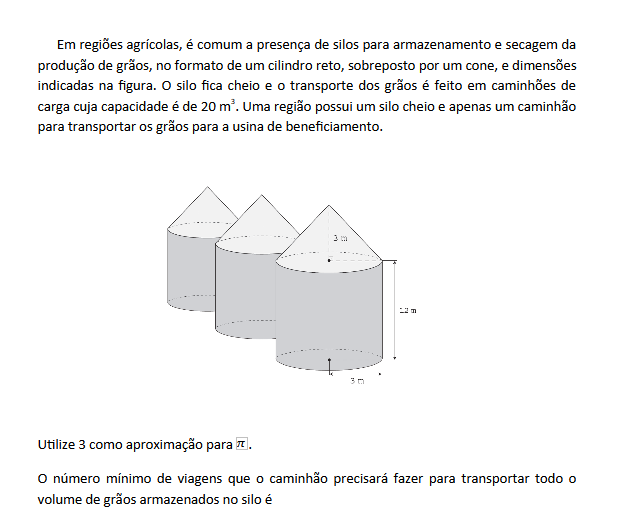 Em regiões agrícolas, é comum a presença de silos para armazenamento e secagem da
produção de grãos, no formato de um cilindro reto, sobreposto por um cone, e dimensões
indicadas na figura. O silo fica cheio e o transporte dos grãos é feito em caminhões de
carga cuja capacidade é de 20 m³. Uma região possui um silo cheio e apenas um caminhão
para transportar os grãos para a usina de beneficiamento.
3 m
12 m
3 m
Utilize 3 como aproximação para π.
O número mínimo de viagens que o caminhão precisará fazer para transportar todo o
volume de grãos armazenados no silo é